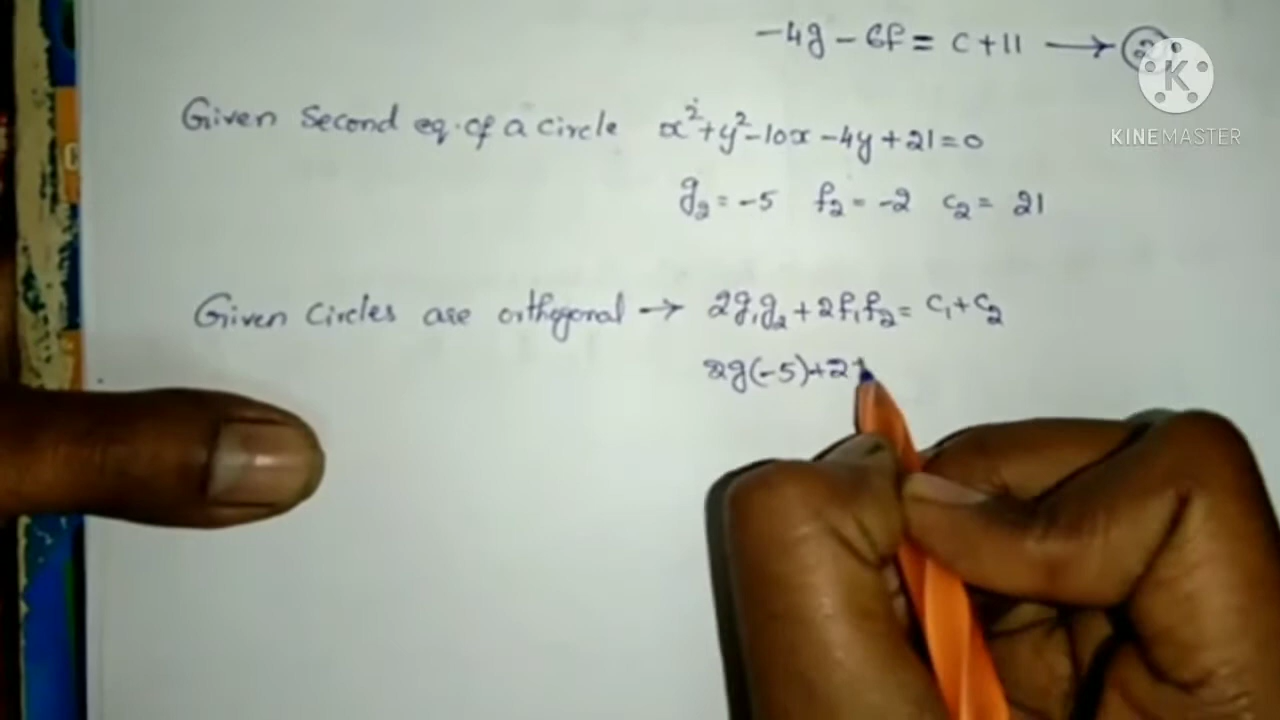 -4g - 6f = c + 11 → 2
Given Second eq. of a circle x²+y²-10x-4y+21=0
g₂ = -5 f₂ = -2 c₂ = 21
Given Circles are orthogonal → 2g₁g₂ + 2f₁f₂ = c₁+c₂
2g(-5)+2
K
KINEMASTER